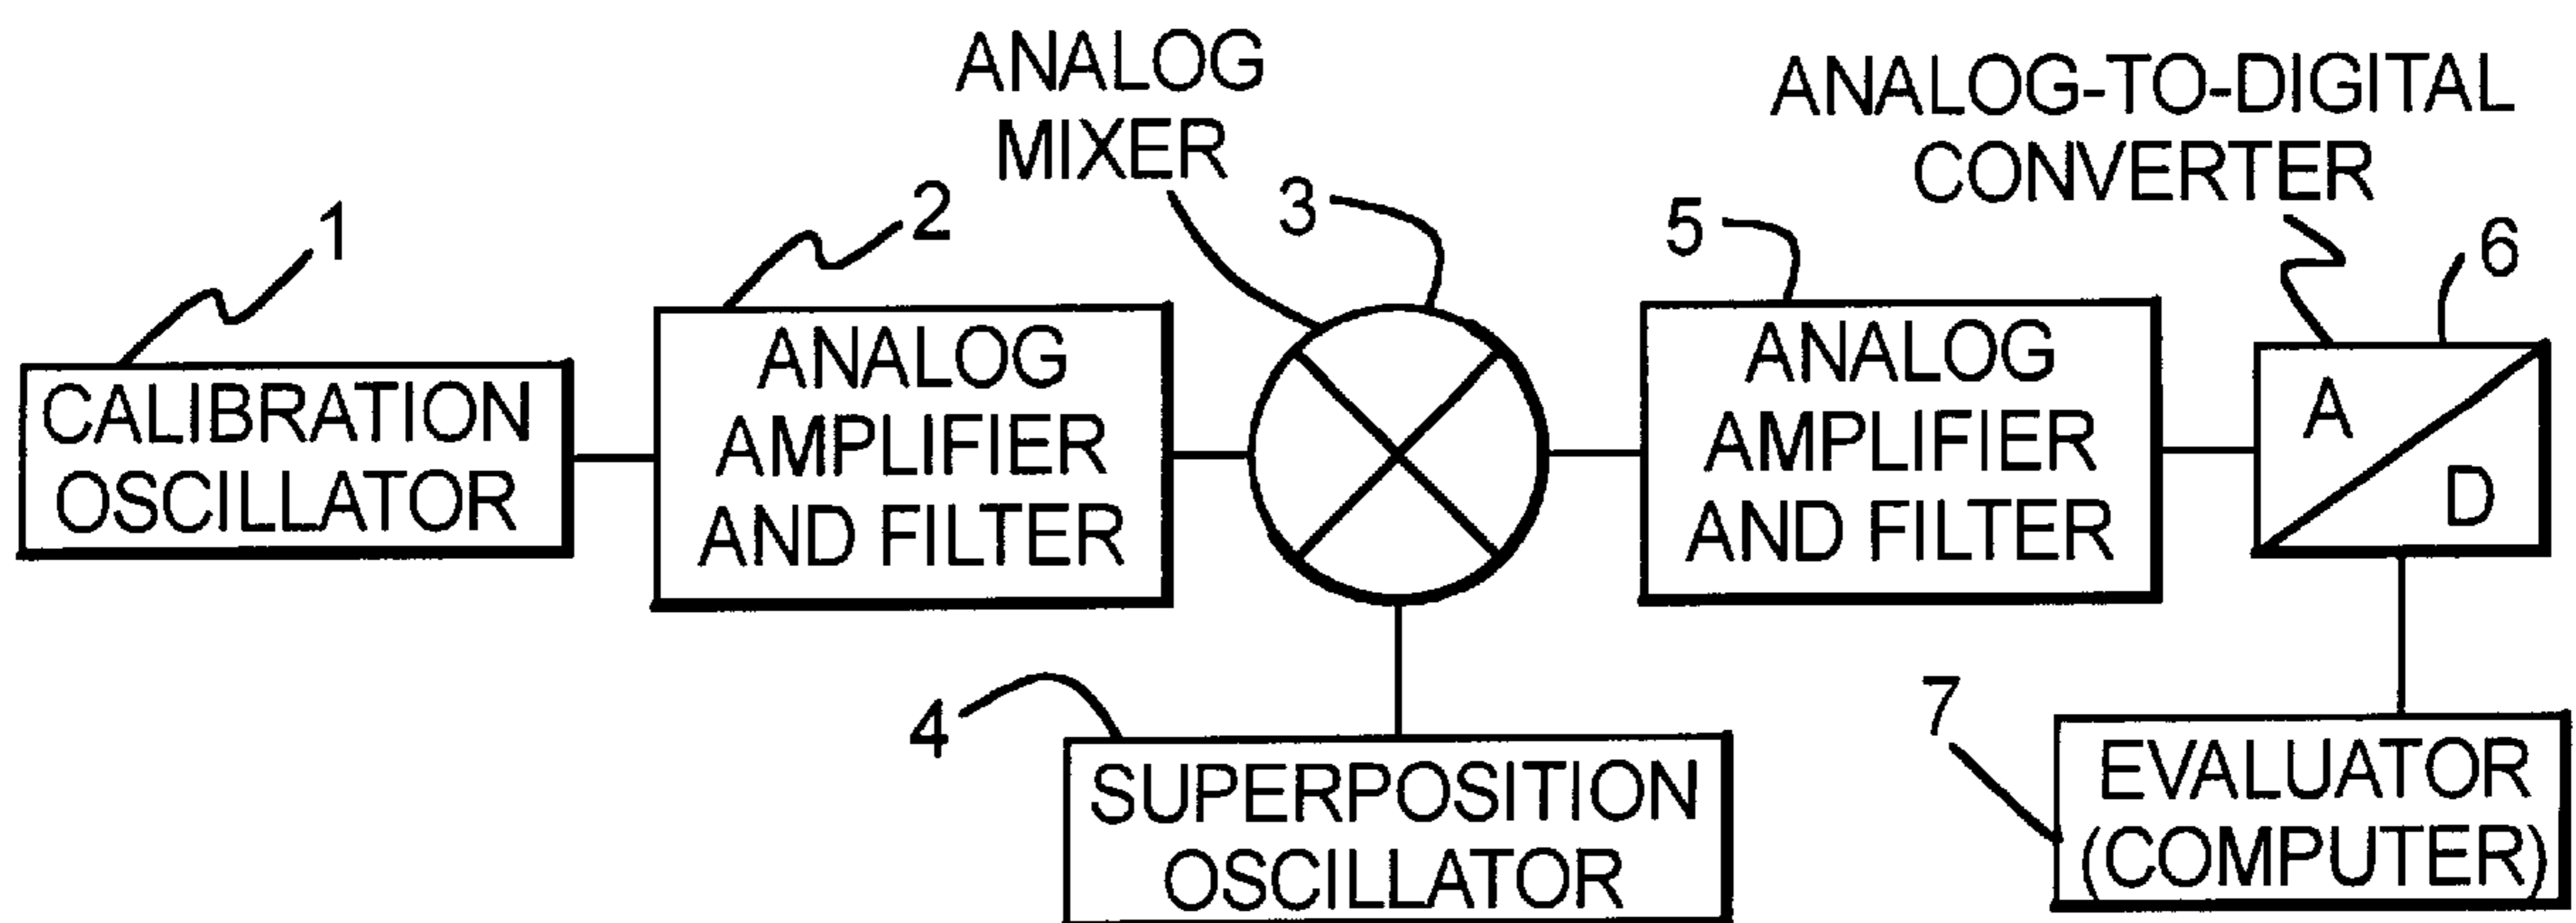 ANALOG
MIXER
ANALOG-TO-DIGITAL
CONVERTER
1
2
3
5
6
CALIBRATION
OSCILLATOR
ANALOG
AMPLIFIER
AND FILTER
ANALOG
AMPLIFIER
AND FILTER
A
D
4
SUPERPOSITION
OSCILLATOR
7
EVALUATOR
(COMPUTER)